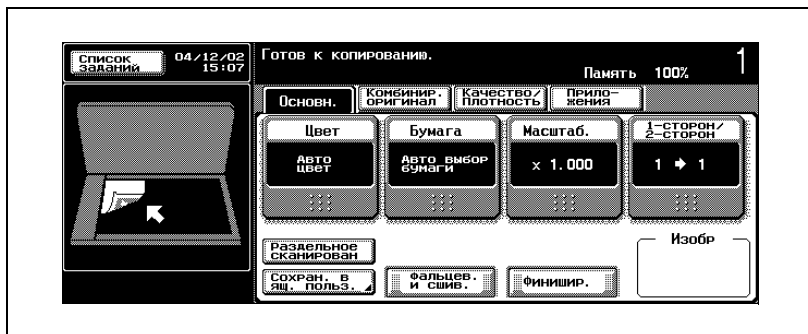 Список
заданий
04/12/02
15:07
Готов к копированию.
Память 100%
1
Основн.
Комбинир.
оригинал
Качество/
Плотность
Прило-
жения
Цвет
Бумага
Масштаб.
1-сторон/
2-сторон
Авто
цвет
Авто выбор
бумаги
x 1.000
1 ➜ 1
Раздельное
сканирован
Сохран. в
ящ. польз.
Фальцев.
и сшив.
Финишир.
Изобр